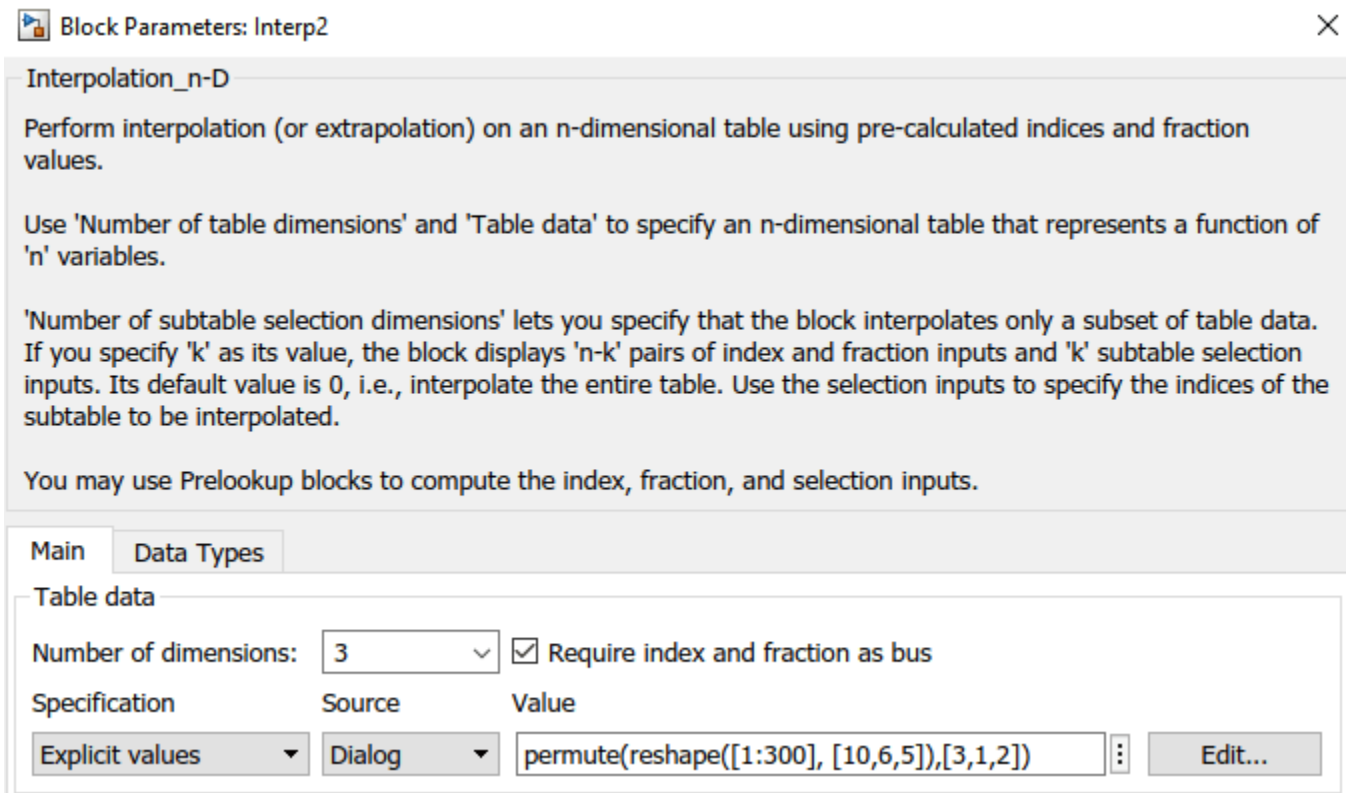 Block Parameters: Interp2
Interpolation_n-D
Perform interpolation (or extrapolation) on an n-dimensional table using pre-calculated indices and fraction
values.
Use 'Number of table dimensions' and 'Table data' to specify an n-dimensional table that represents a function of
'n' variables.
'Number of subtable selection dimensions' lets you specify that the block interpolates only a subset of table data.
If you specify 'k' as its value, the block displays 'n-k' pairs of index and fraction inputs and 'k' subtable selection
inputs. Its default value is 0, i.e., interpolate the entire table. Use the selection inputs to specify the indices of the
subtable to be interpolated.
You may use Prelookup blocks to compute the index, fraction, and selection inputs.
Main Data Types
Table data
Number of dimensions: 3 Require index and fraction as bus
Specification Source Value
Explicit values Dialog permute(reshape([1:300], [10,6,5]),[3,1,2]) Edit...